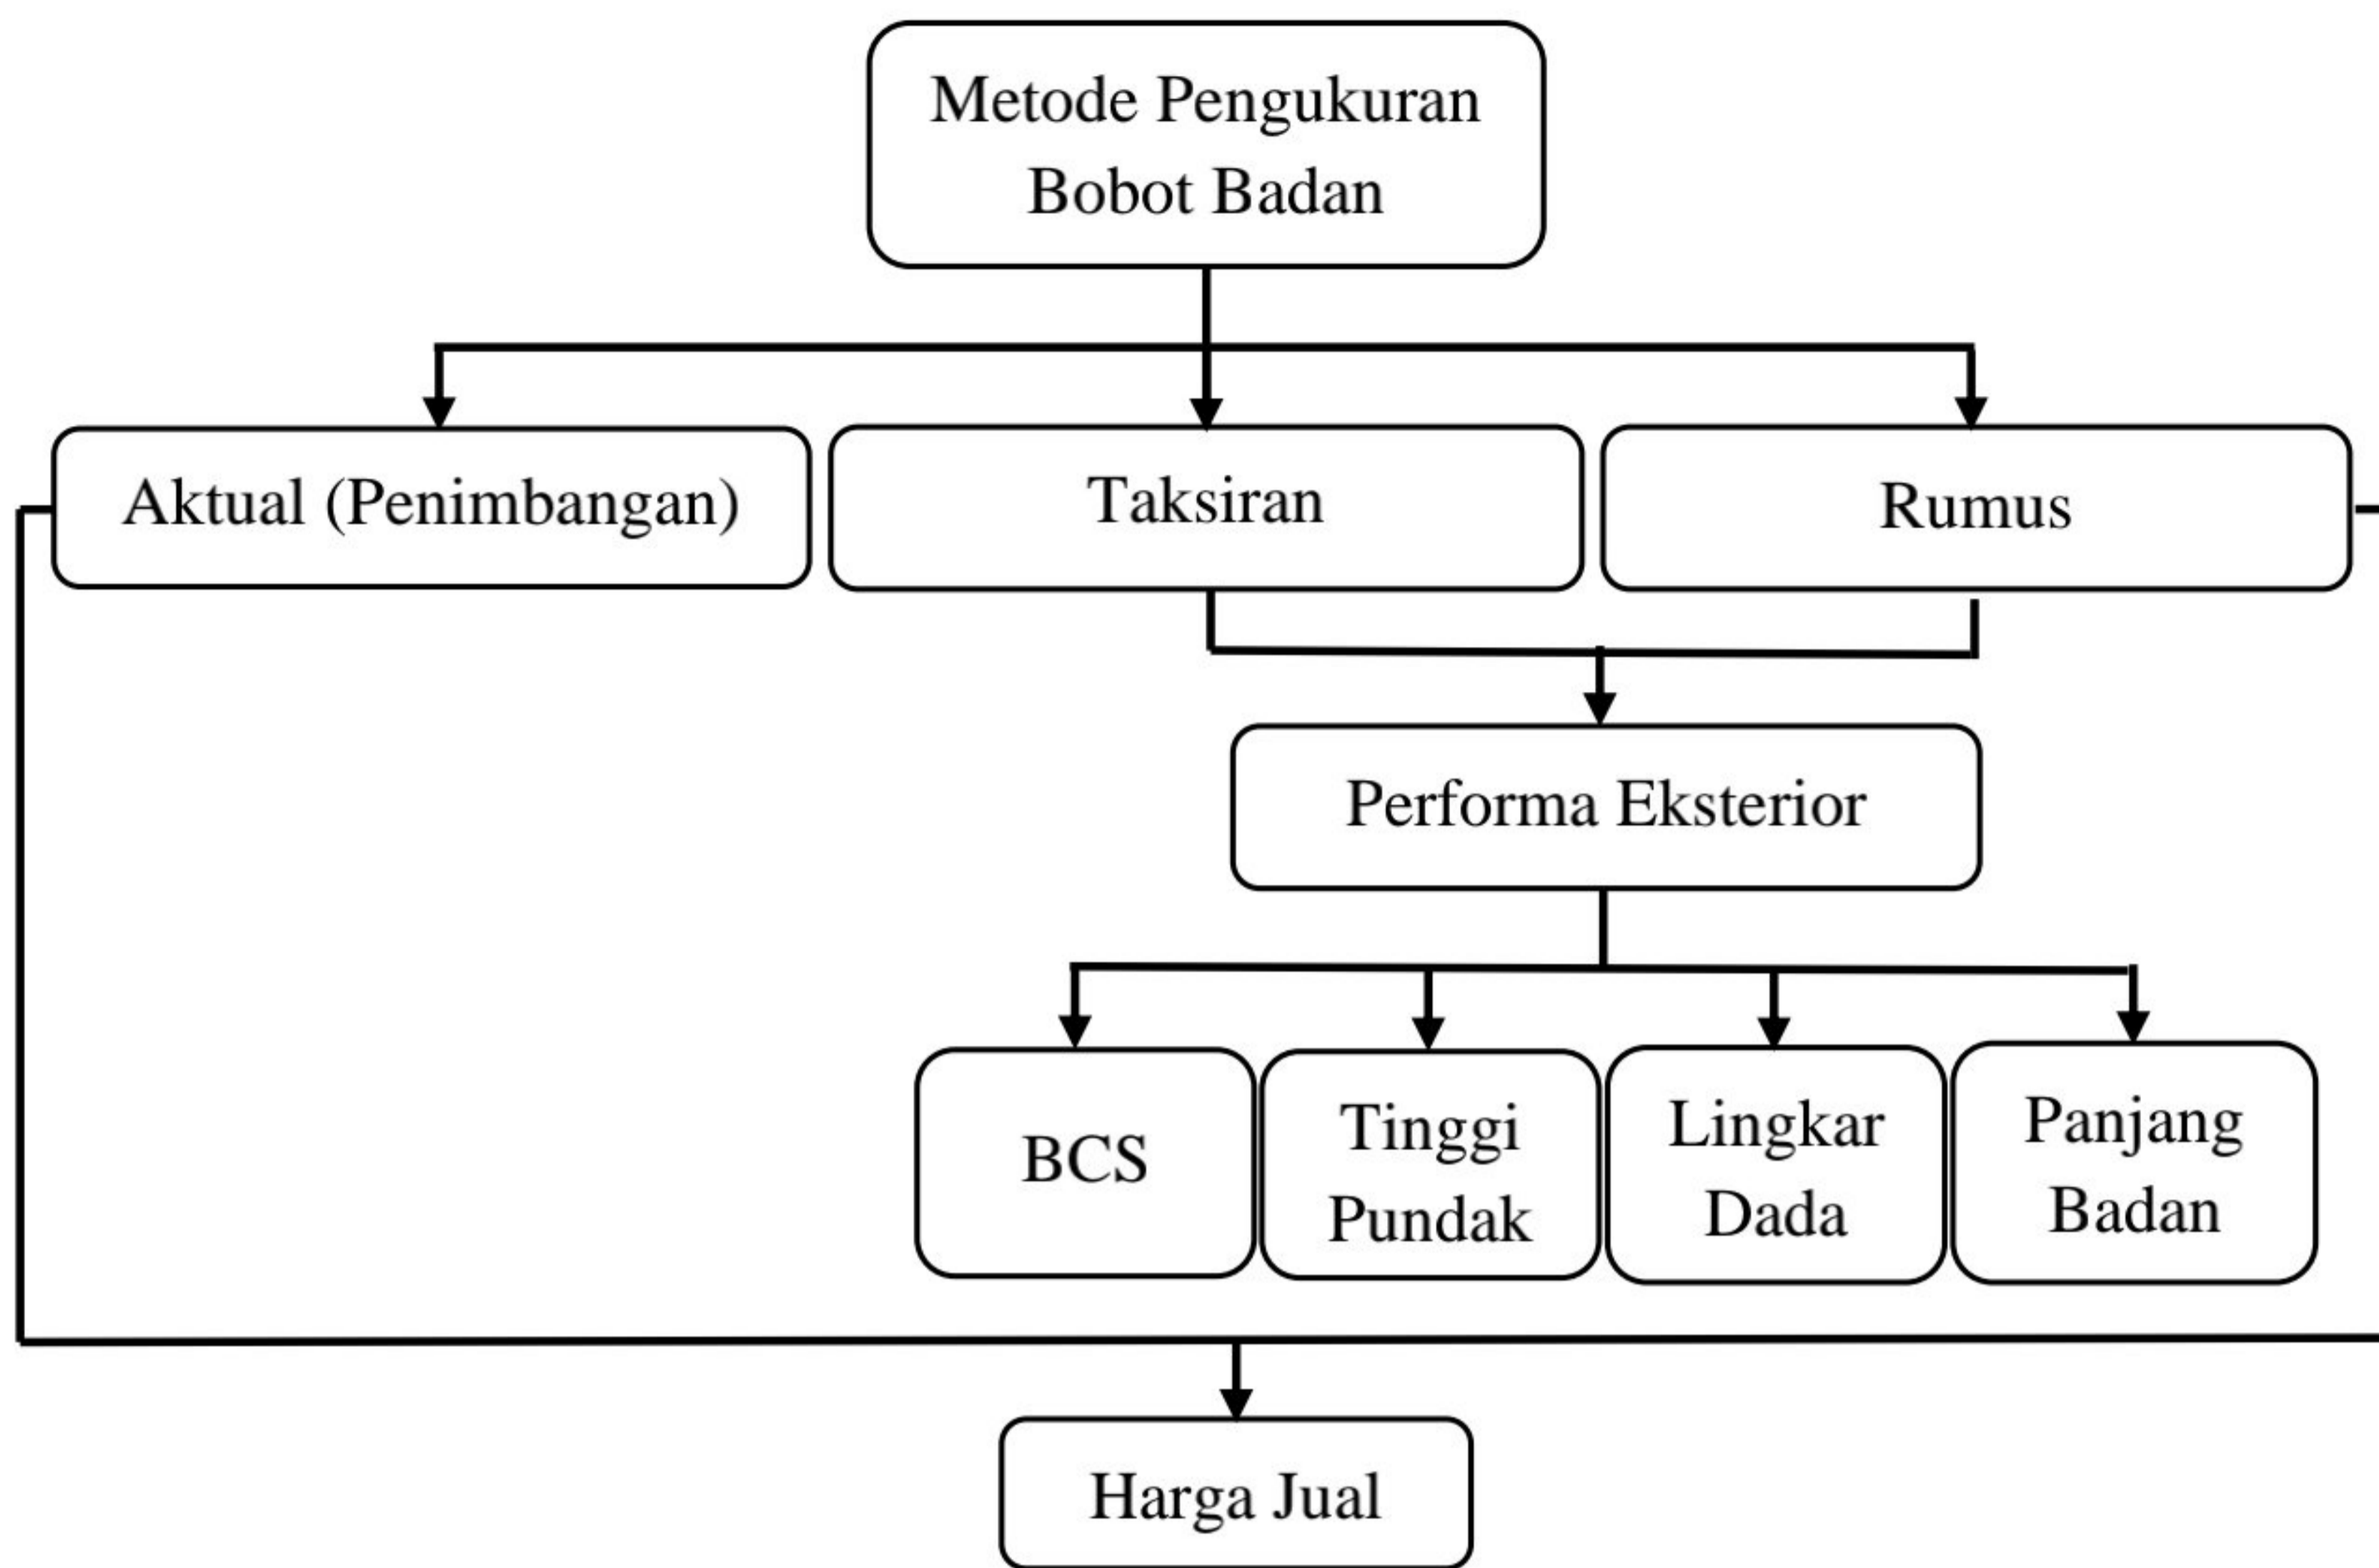 Metode Pengukuran
Bobot Badan
Aktual (Penimbangan)
Taksiran
Rumus
Performa Eksterior
BCS
Tinggi
Pundak
Lingkar
Dada
Panjang
Badan
Harga Jual